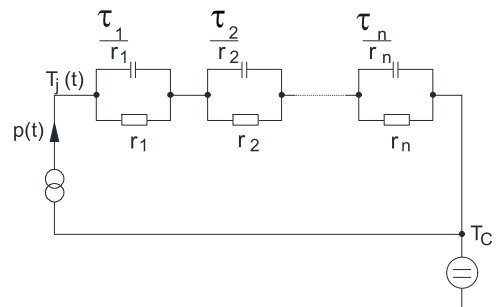 τ1/r1 τ2/r2 τn/rn
Tj(t)
r1 r2 rn
p(t)
TC